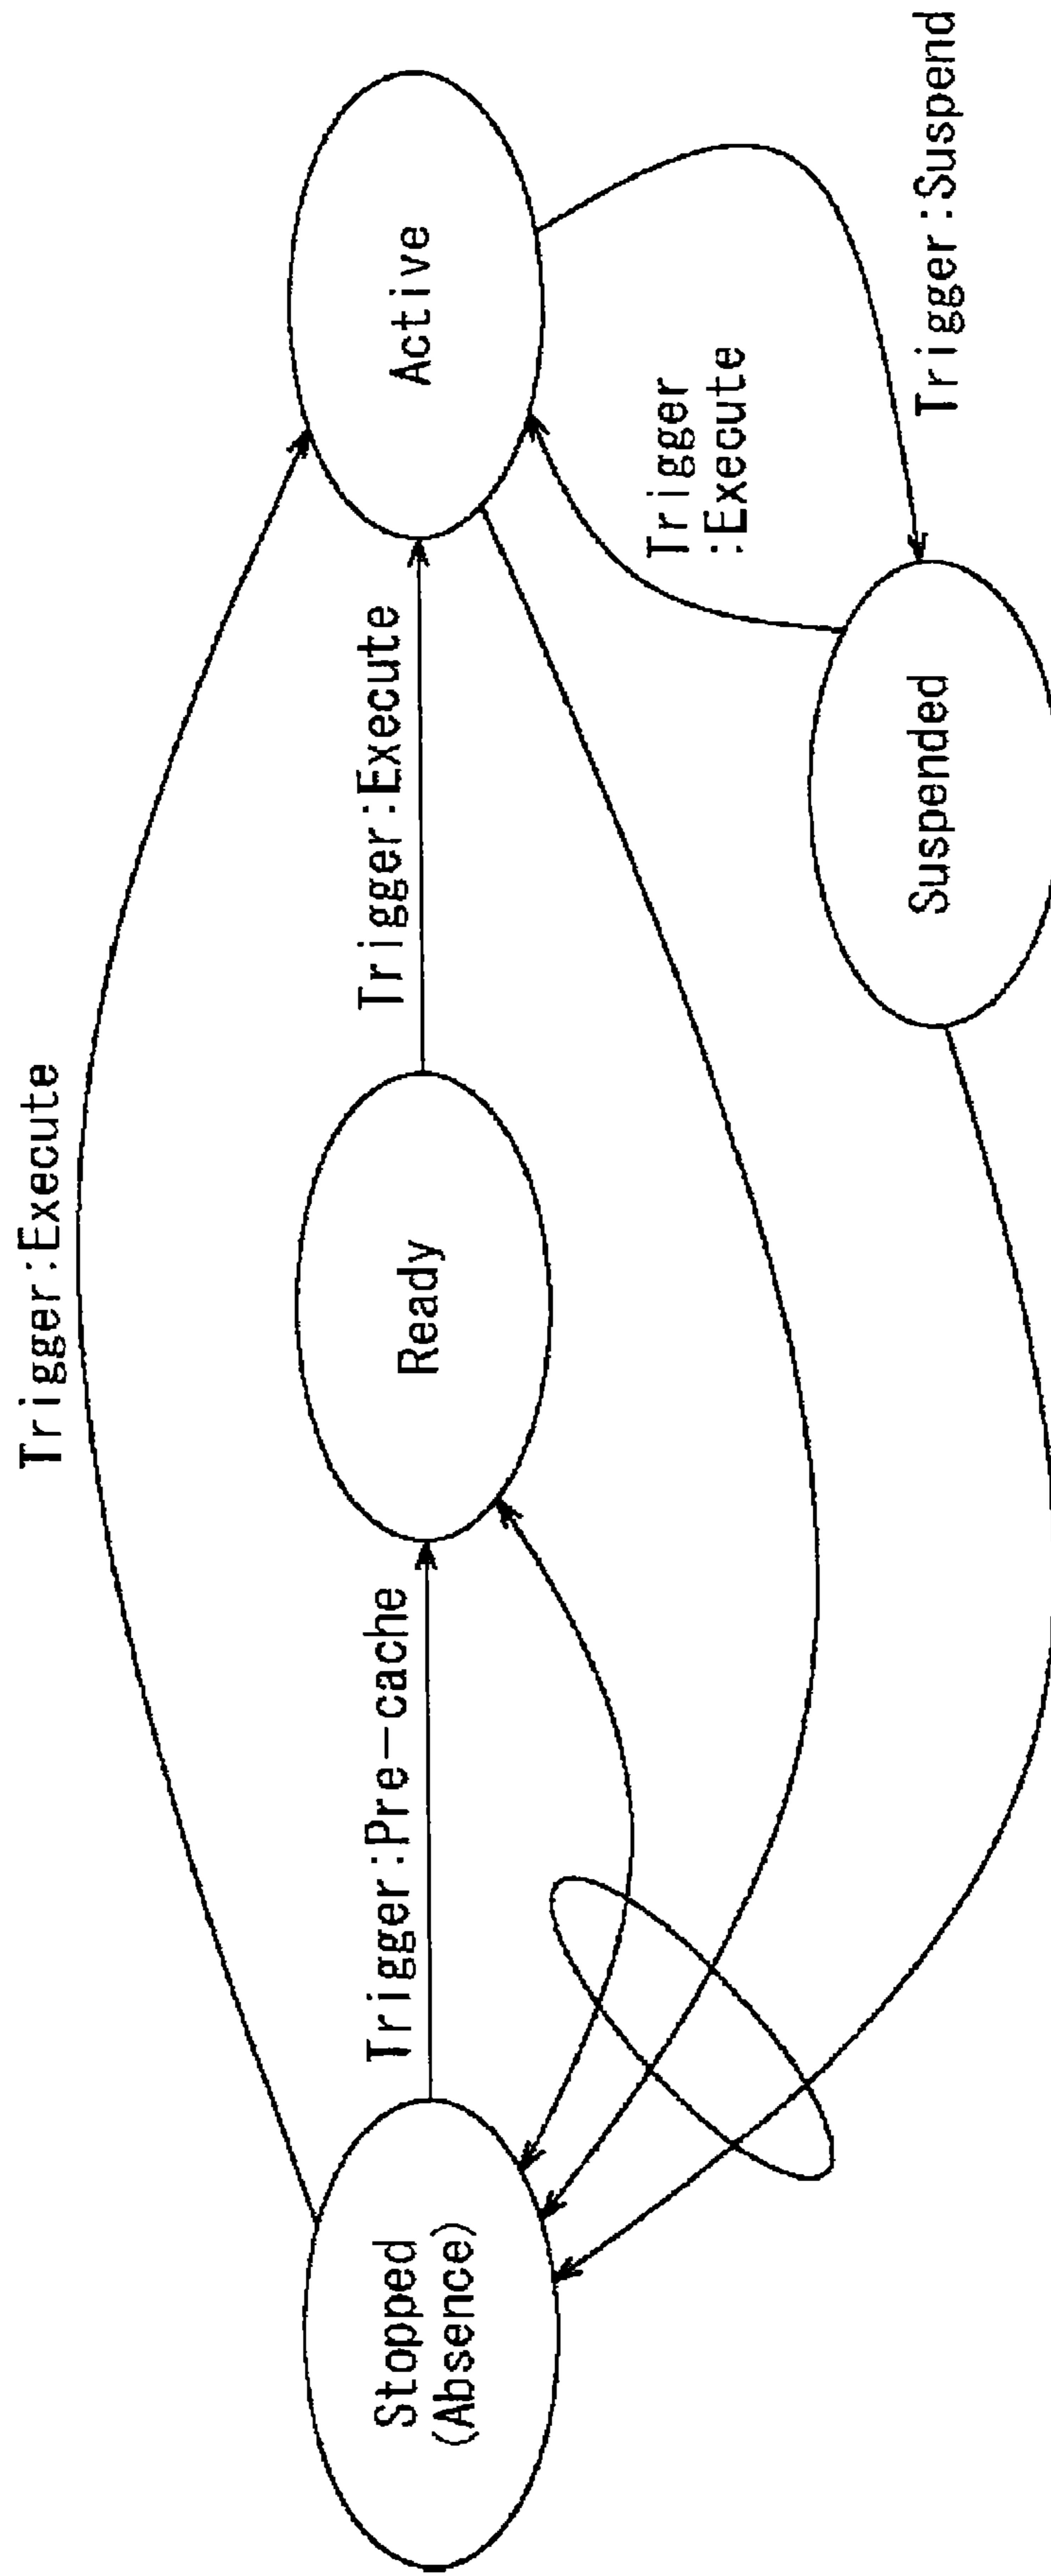 Trigger:Execute
Stopped
(Absence)
Trigger:Pre-cache
Ready
Trigger:Execute
Active
Trigger
:Execute
Suspended
Trigger:Suspend